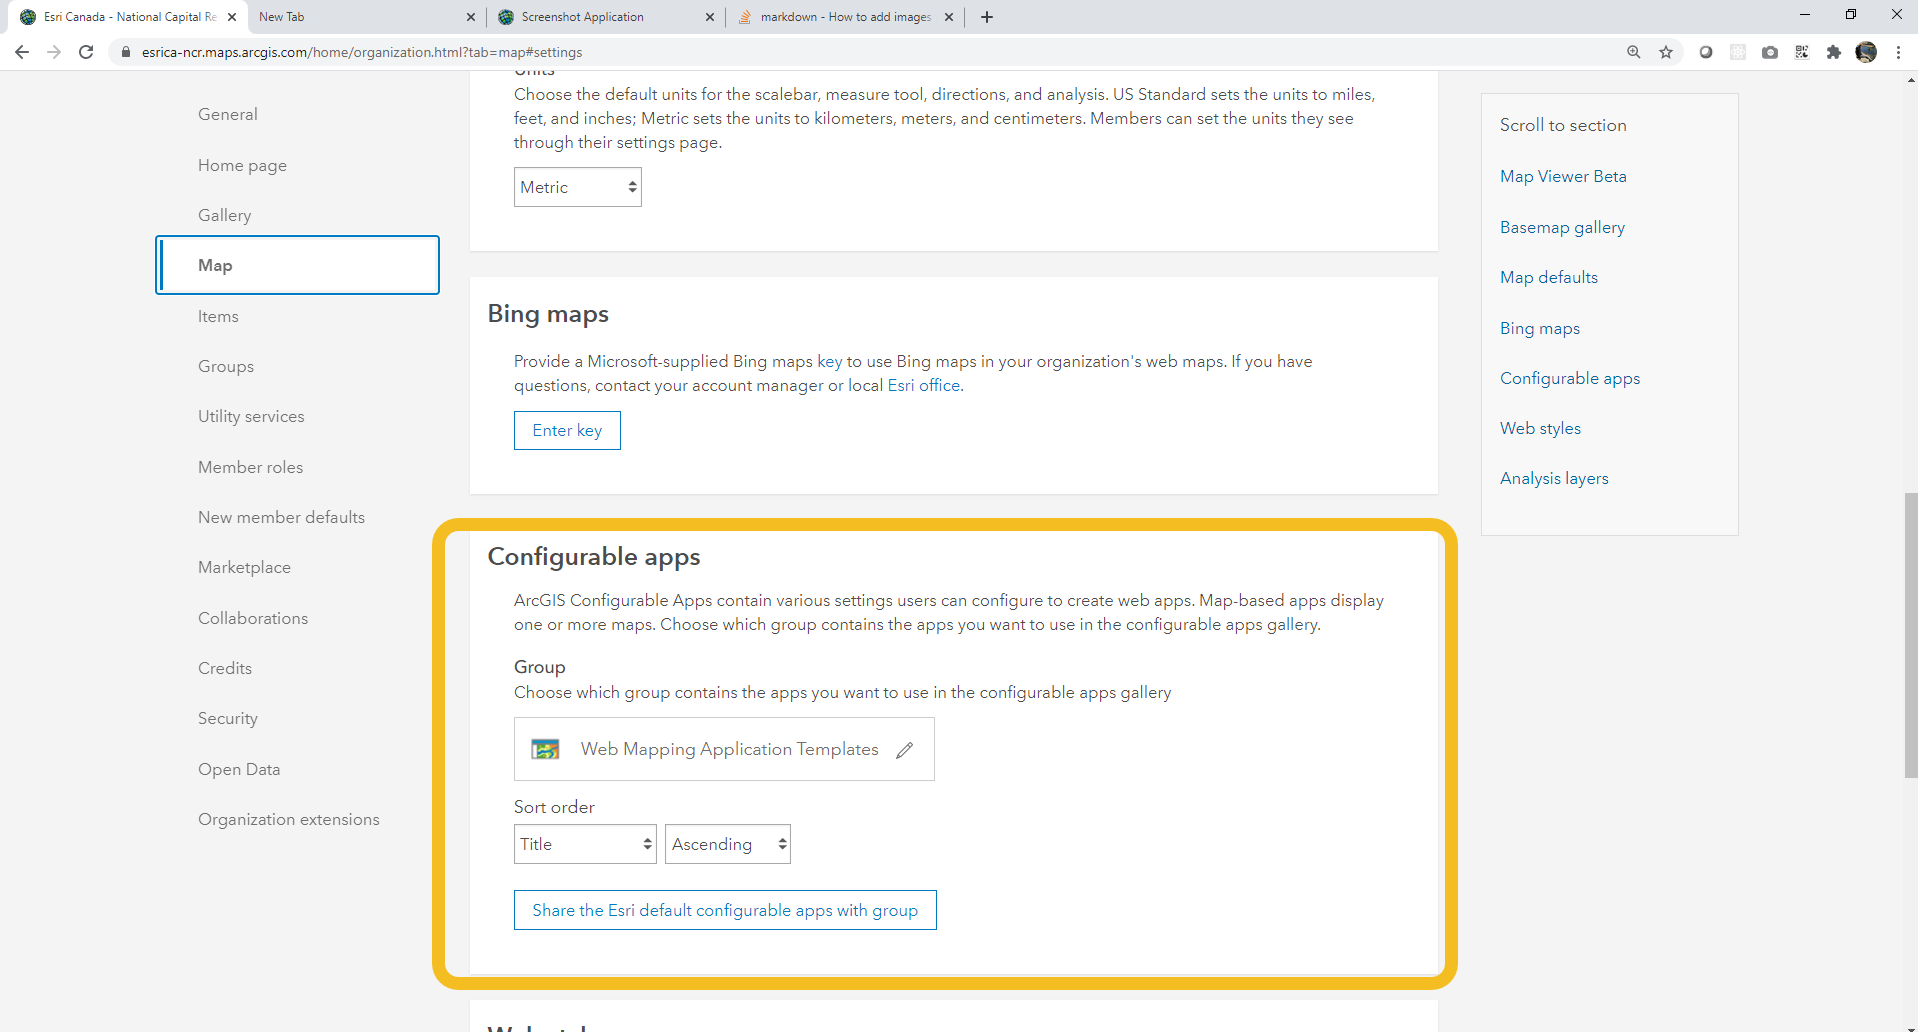 Esri Canada - National Capital Re
New Tab
Screenshot Application
markdown - How to add images
esrica-ncr.maps.arcgis.com/home/organization.html?tab=map#settings
General
Home page
Gallery
Map
Items
Groups
Utility services
Member roles
New member defaults
Marketplace
Collaborations
Credits
Security
Open Data
Organization extensions
Units
Choose the default units for the scalebar, measure tool, directions, and analysis. US Standard sets the units to miles,
feet, and inches; Metric sets the units to kilometers, meters, and centimeters. Members can set the units they see
through their settings page.
Metric
Bing maps
Provide a Microsoft-supplied Bing maps key to use Bing maps in your organization's web maps. If you have
questions, contact your account manager or local Esri office.
Enter key
Configurable apps
ArcGIS Configurable Apps contain various settings users can configure to create web apps. Map-based apps display
one or more maps. Choose which group contains the apps you want to use in the configurable apps gallery.
Group
Choose which group contains the apps you want to use in the configurable apps gallery
Web Mapping Application Templates
Sort order
Title
Ascending
Share the Esri default configurable apps with group
Scroll to section
Map Viewer Beta
Basemap gallery
Map defaults
Bing maps
Configurable apps
Web styles
Analysis layers